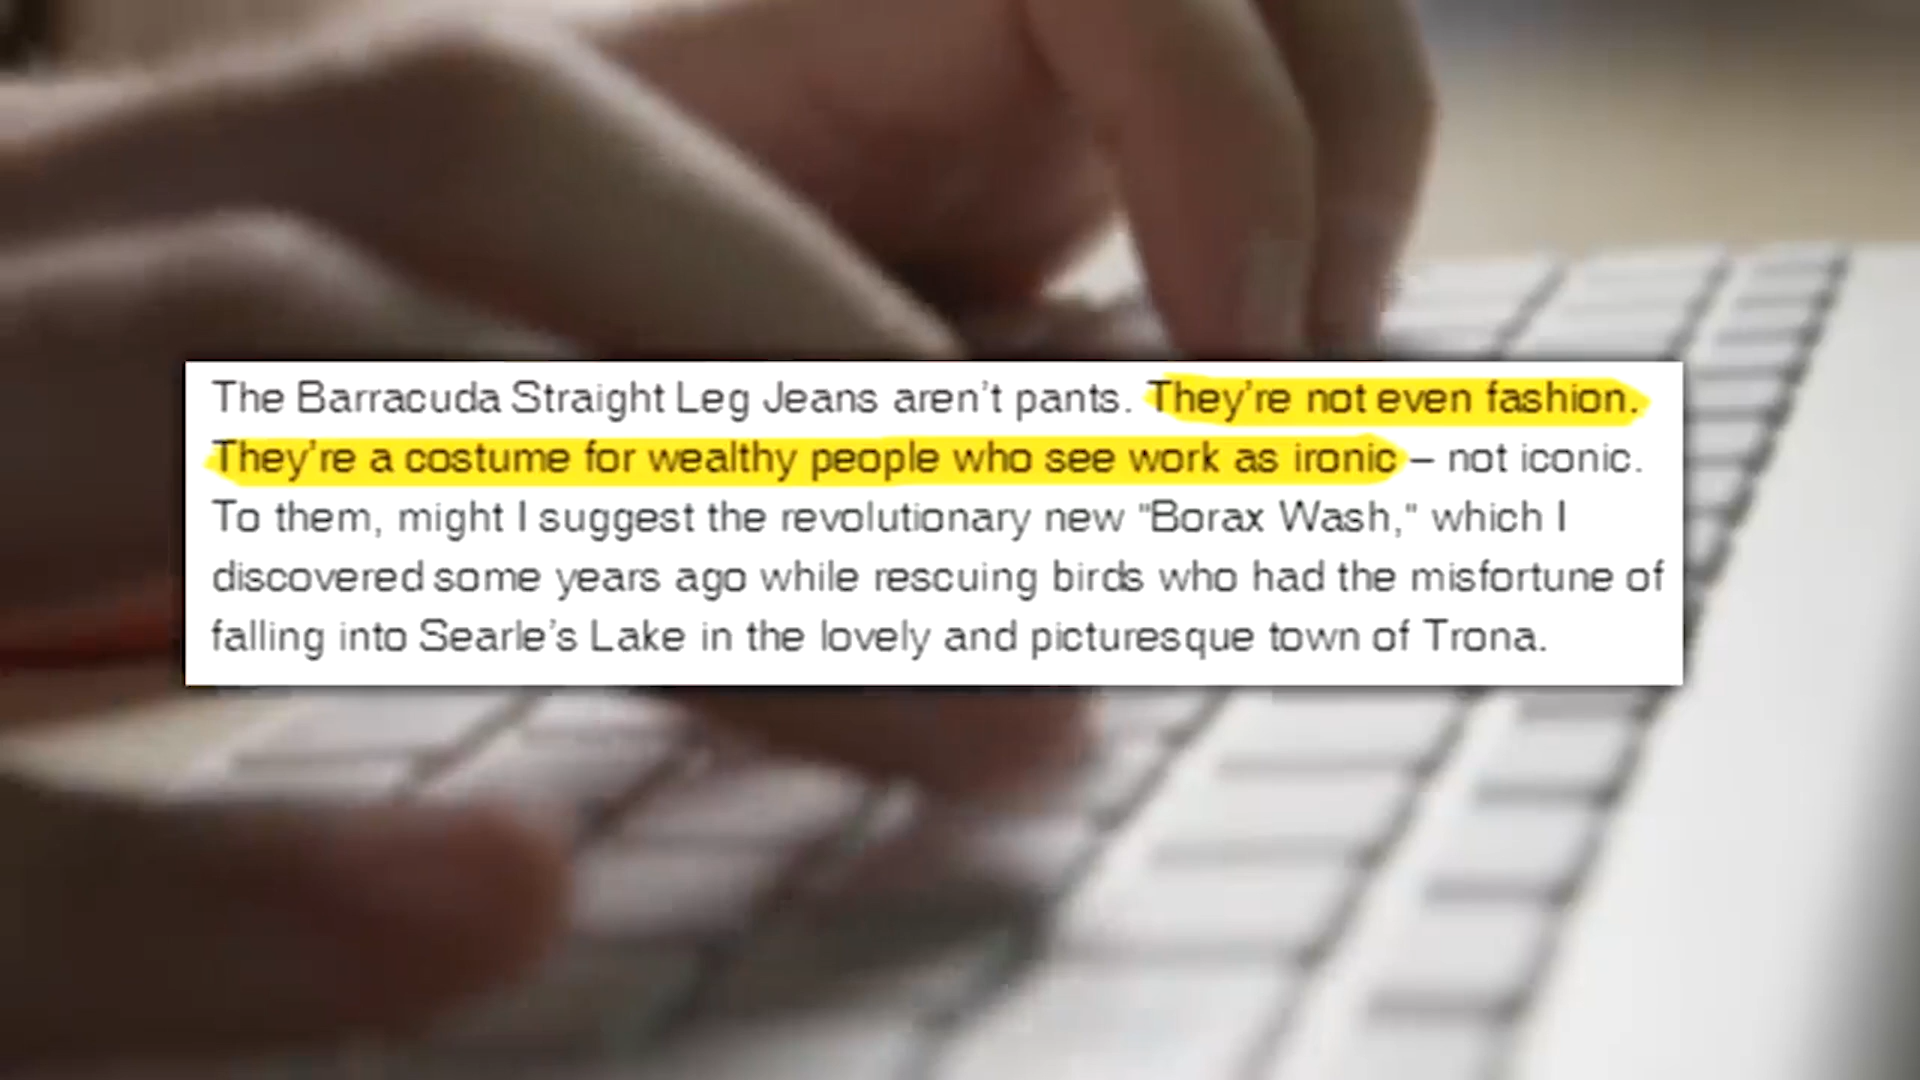 The Barracuda Straight Leg Jeans aren’t pants. They’re not even fashion.
They’re a costume for wealthy people who see work as ironic – not iconic.
To them, might I suggest the revolutionary new "Borax Wash," which I
discovered some years ago while rescuing birds who had the misfortune of
falling into Searle’s Lake in the lovely and picturesque town of Trona.